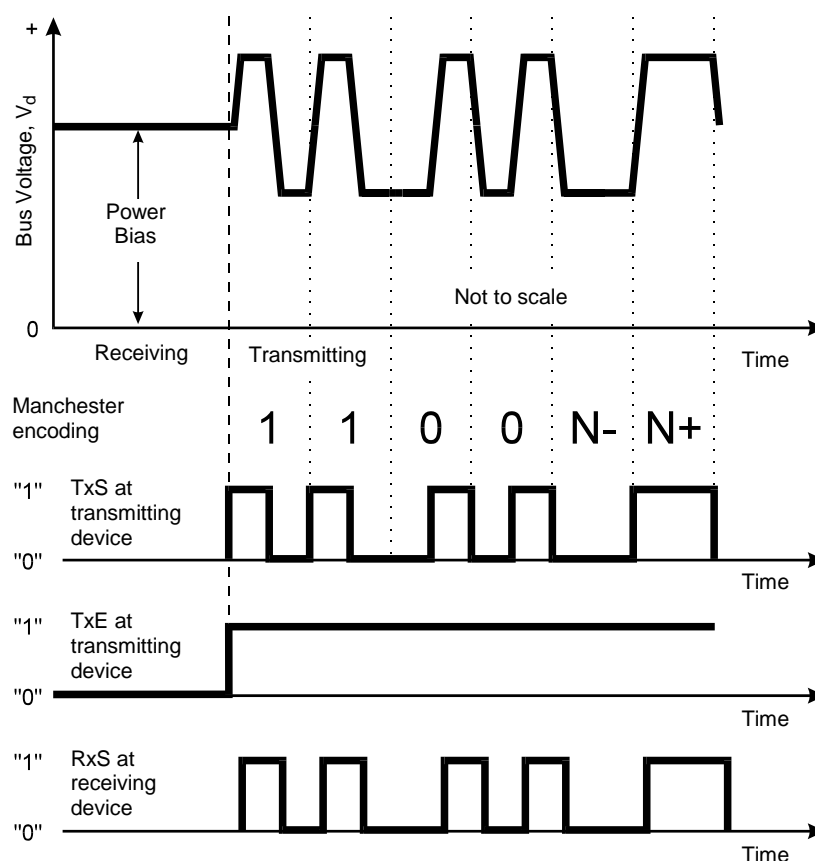 +
Bus Voltage, Vd
Power
Bias
Not to scale
0
Receiving
Transmitting
Time
Manchester
encoding
1 1 0 0 N- N+
"1"
TxS at
transmitting
device
"0"
Time
"1"
TxE at
transmitting
device
"0"
Time
"1"
RxS at
receiving
device
"0"
Time